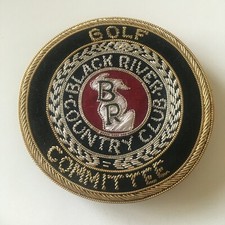 GOLF
BLACK RIVER
COUNTRY CLUB
BR
COMMITTEE